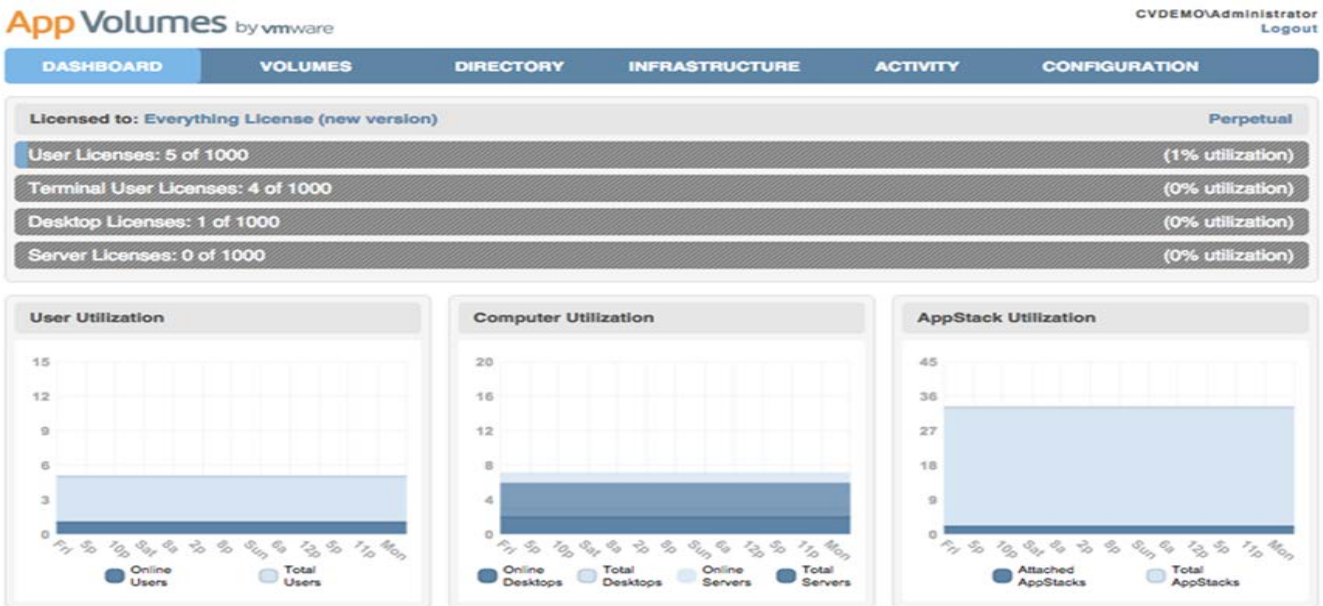 App Volumes by vmware
CVDEMO\Administrator
Logout
DASHBOARD VOLUMES DIRECTORY INFRASTRUCTURE ACTIVITY CONFIGURATION
Licensed to: Everything License (new version) Perpetual
User Licenses: 5 of 1000 (1% utilization)
Terminal User Licenses: 4 of 1000 (0% utilization)
Desktop Licenses: 1 of 1000 (0% utilization)
Server Licenses: 0 of 1000 (0% utilization)
User Utilization
15
12
9
6
3
0
Fri 5p 10p Sat 8a 2p 8p Sun 6a 12p 5p 11p Mon
Online Users
Total Users
Computer Utilization
20
16
12
8
4
0
Fri 5p 10p Sat 8a 2p 8p Sun 6a 12p 5p 11p Mon
Online Desktops
Total Desktops
Online Servers
Total Servers
AppStack Utilization
45
36
27
18
9
0
Fri 5p 10p Sat 8a 2p 8p Sun 6a 12p 5p 11p Mon
Attached AppStacks
Total AppStacks